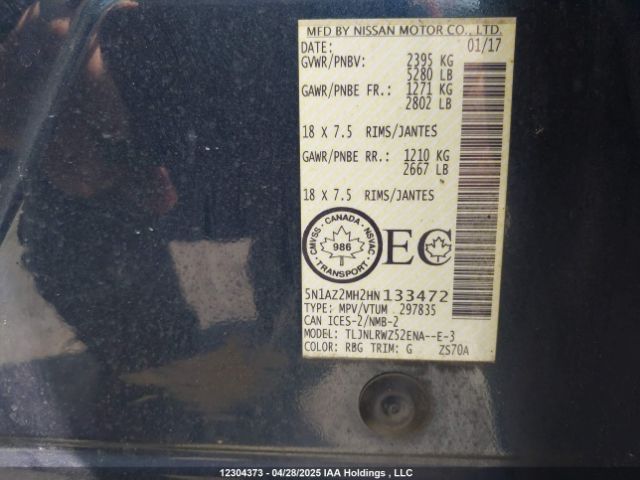 MFD BY NISSAN MOTOR CO., LTD.
DATE: 01/17
GVWR/PNBV: 2395 KG
5280 LB
GAWR/PNBE FR.: 1271 KG
2802 LB
18 X 7.5 RIMS/JANTES
GAWR/PNBE RR.: 1210 KG
2667 LB
18 X 7.5 RIMS/JANTES
CMVSS · CANADA · NSVAC
986
TRANSPORT
EC
5N1AZ2MH2HN133472
TYPE: MPV/VTUM 297835
CAN ICES-2/NMB-2
MODEL: TLJNLRWZ52ENA--E-3
COLOR: RBG TRIM: G ZS70A
12304373 - 04/28/2025 IAA Holdings , LLC